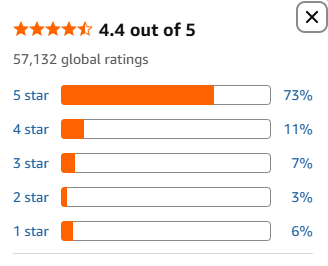 4.4 out of 5
57,132 global ratings
5 star 73%
4 star 11%
3 star 7%
2 star 3%
1 star 6%